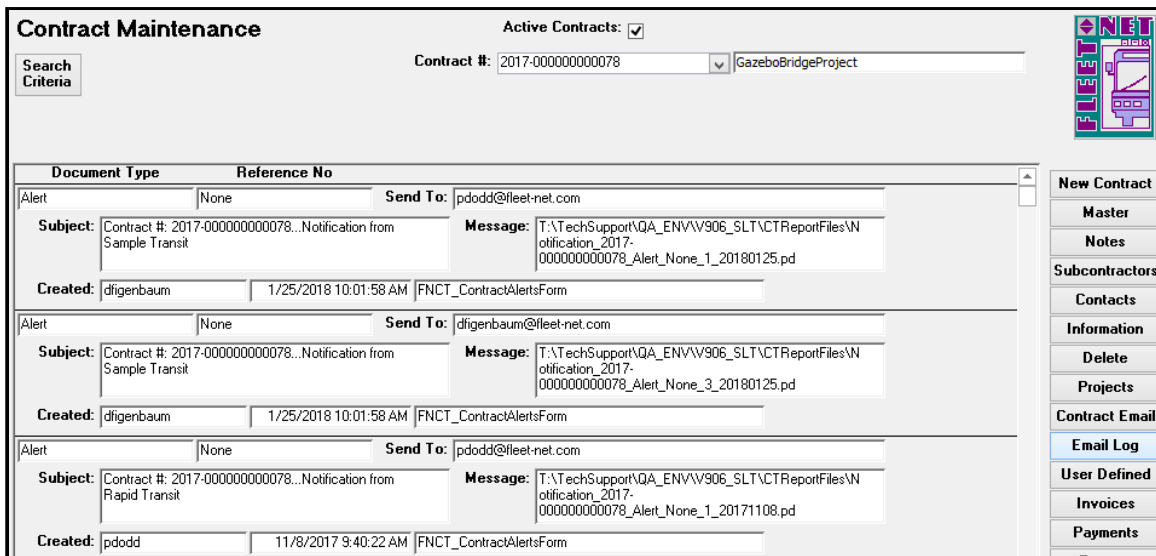 Contract Maintenance
Active Contracts:
Search
Criteria
Contract #: 2017-000000000078 GazeboBridgeProject
FLEET NET
Document Type Reference No
Alert None Send To: pdodd@fleet-net.com
Subject: Contract #: 2017-000000000078...Notification from
Sample Transit
Message: T:\TechSupport\QA_ENV\V906_SLT\CTReportFiles\N
otification_2017-
000000000078_Alert_None_1_20180125.pd
Created: dfigenbaum 1/25/2018 10:01:58 AM FNCT_ContractAlertsForm
Alert None Send To: dfigenbaum@fleet-net.com
Subject: Contract #: 2017-000000000078...Notification from
Sample Transit
Message: T:\TechSupport\QA_ENV\V906_SLT\CTReportFiles\N
otification_2017-
000000000078_Alert_None_3_20180125.pd
Created: dfigenbaum 1/25/2018 10:01:58 AM FNCT_ContractAlertsForm
Alert None Send To: pdodd@fleet-net.com
Subject: Contract #: 2017-000000000078...Notification from
Rapid Transit
Message: T:\TechSupport\QA_ENV\V906_SLT\CTReportFiles\N
otification_2017-
000000000078_Alert_None_1_20171108.pd
Created: pdodd 11/8/2017 9:40:22 AM FNCT_ContractAlertsForm
New Contract
Master
Notes
Subcontractors
Contacts
Information
Delete
Projects
Contract Email
Email Log
User Defined
Invoices
Payments